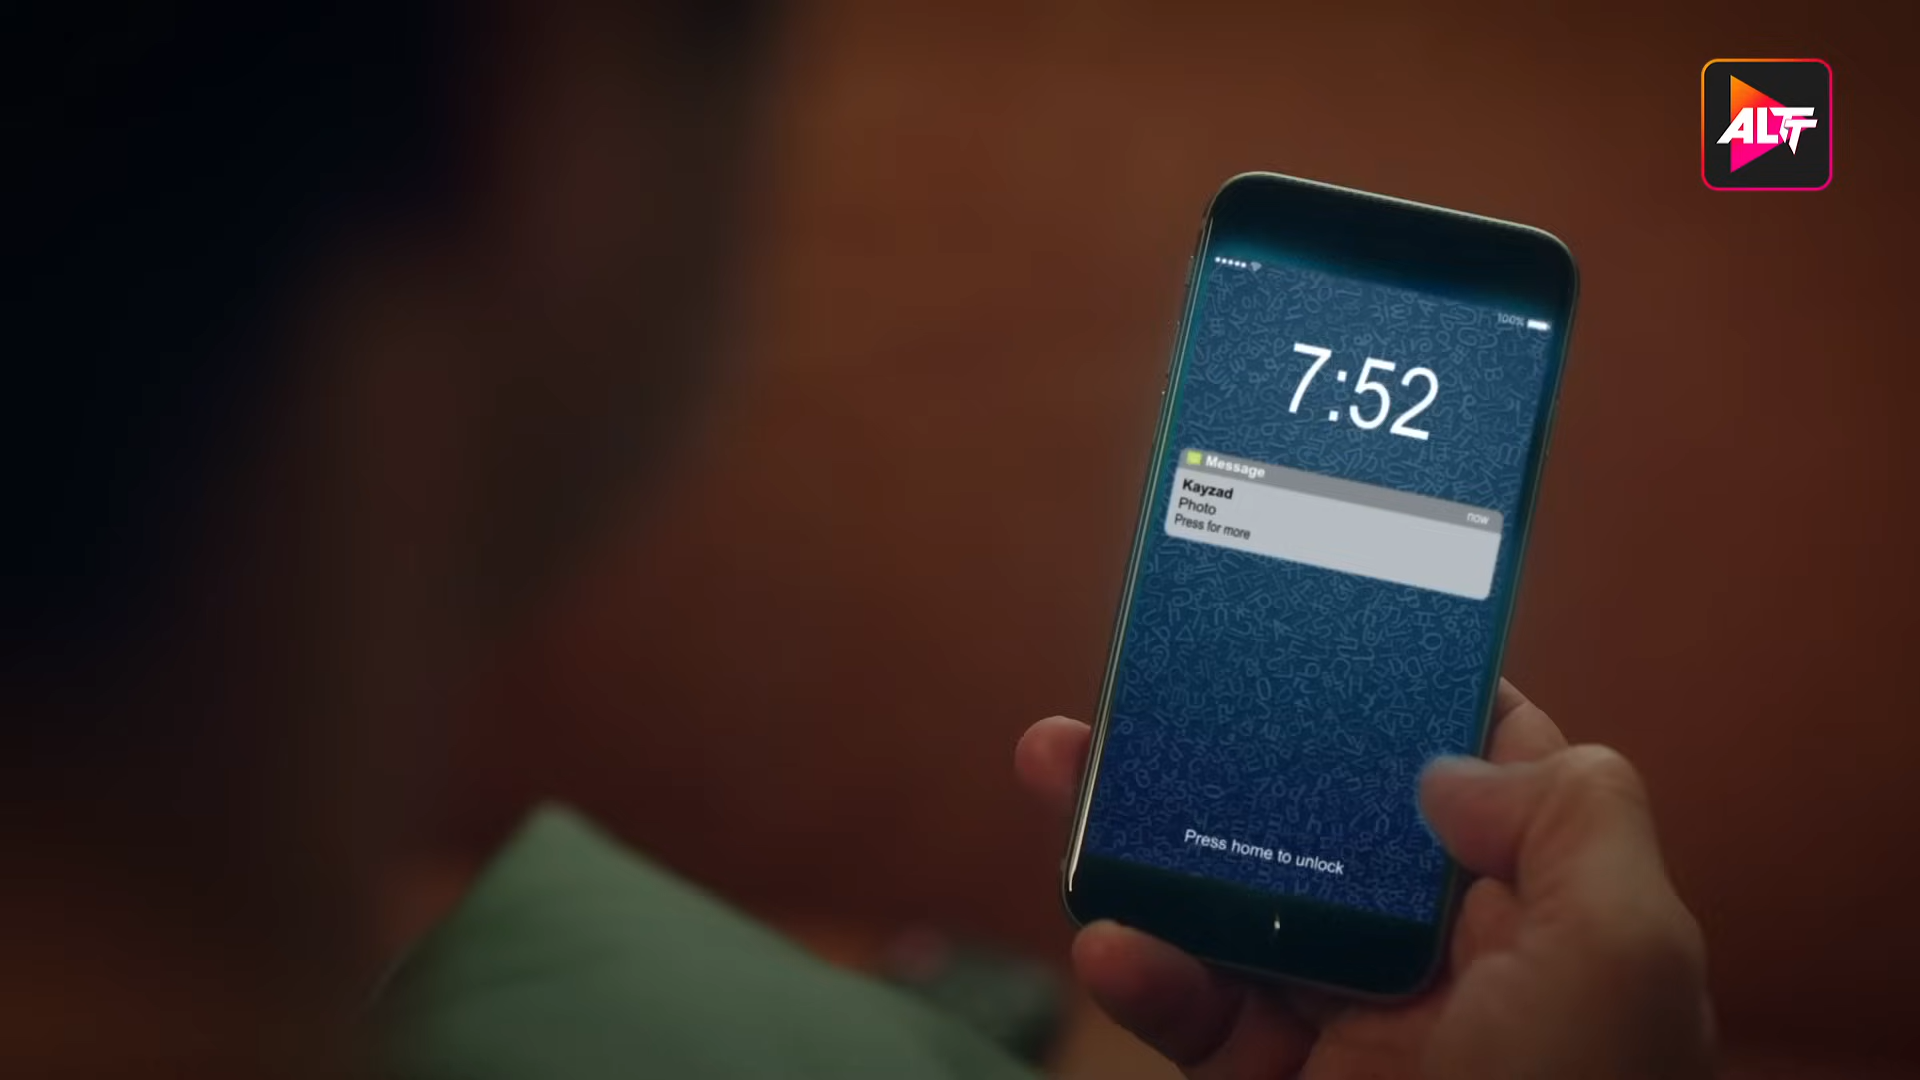 ALTT
100%
7:52
Message
Kayzad
now
Photo
Press for more
Press home to unlock